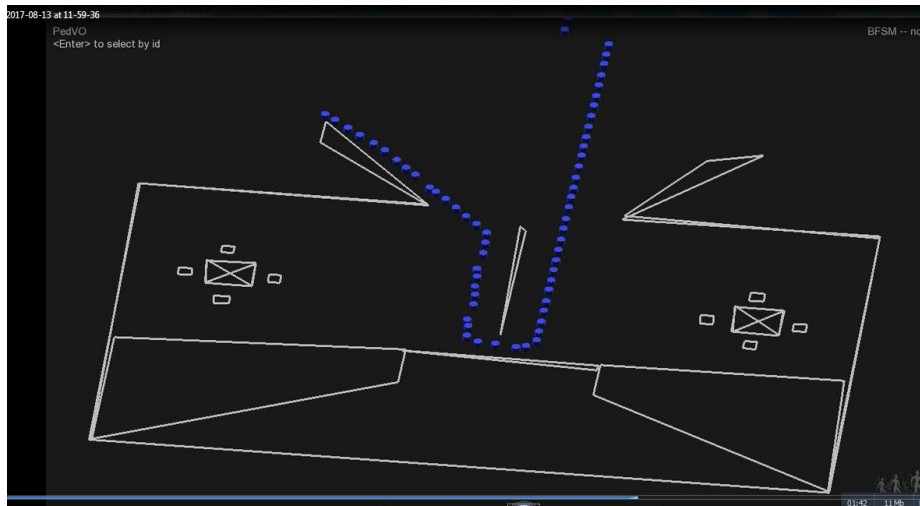 2017-08-13 at 11-59-36
PedVO
BFSM -- no
<Enter> to select by id
01:42
11 Mb